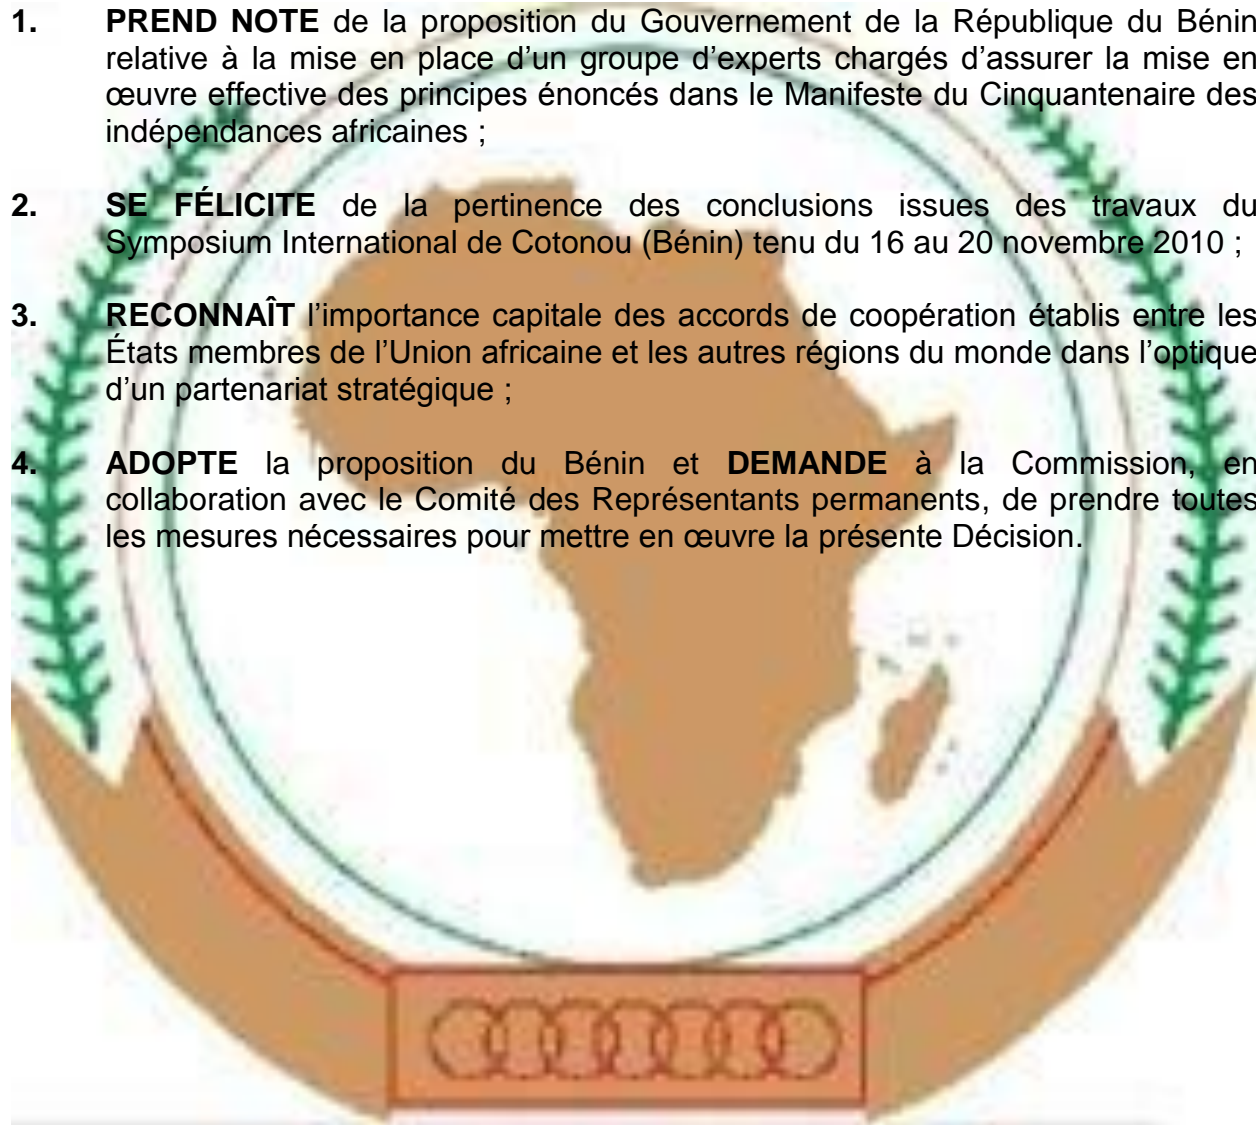 1. PREND NOTE de la proposition du Gouvernement de la République du Bénin
relative à la mise en place d’un groupe d’experts chargés d’assurer la mise en
œuvre effective des principes énoncés dans le Manifeste du Cinquantenaire des
indépendances africaines ;
2. SE FÉLICITE de la pertinence des conclusions issues des travaux du
Symposium International de Cotonou (Bénin) tenu du 16 au 20 novembre 2010 ;
3. RECONNAÎT l’importance capitale des accords de coopération établis entre les
États membres de l’Union africaine et les autres régions du monde dans l’optique
d’un partenariat stratégique ;
4. ADOPTE la proposition du Bénin et DEMANDE à la Commission, en
collaboration avec le Comité des Représentants permanents, de prendre toutes
les mesures nécessaires pour mettre en œuvre la présente Décision.